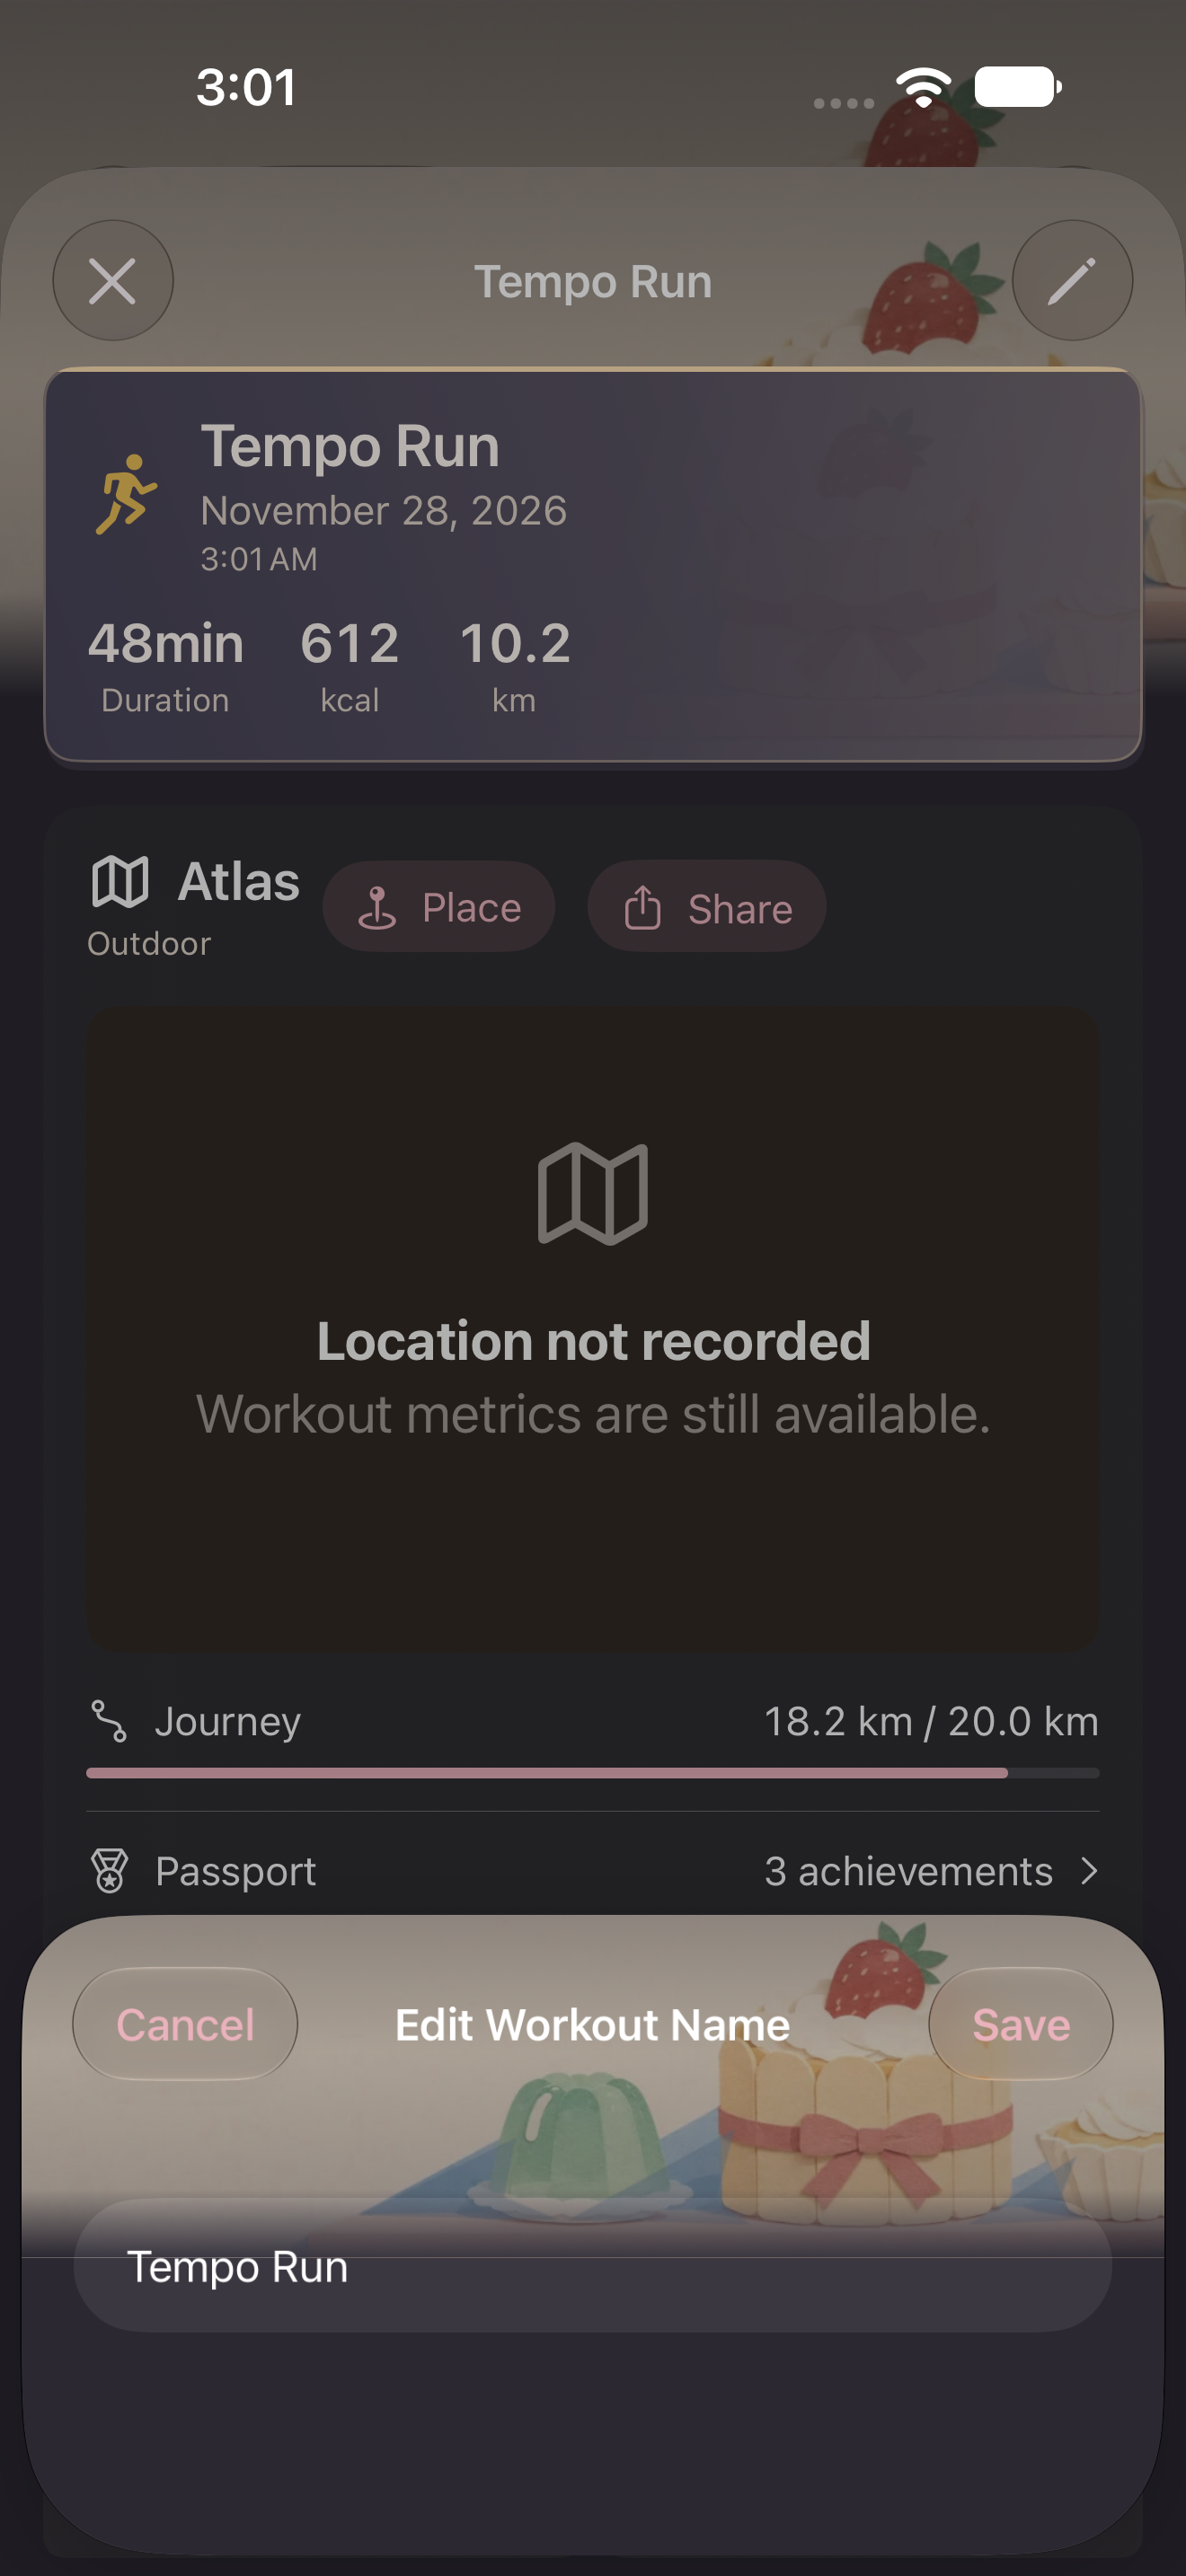 3:01
Tempo Run
Tempo Run
November 28, 2026
3:01 AM
48min 612 10.2
Duration kcal km
Atlas Place Share
Outdoor
Location not recorded
Workout metrics are still available.
Journey 18.2 km / 20.0 km
Passport 3 achievements
Cancel Edit Workout Name Save
Tempo Run